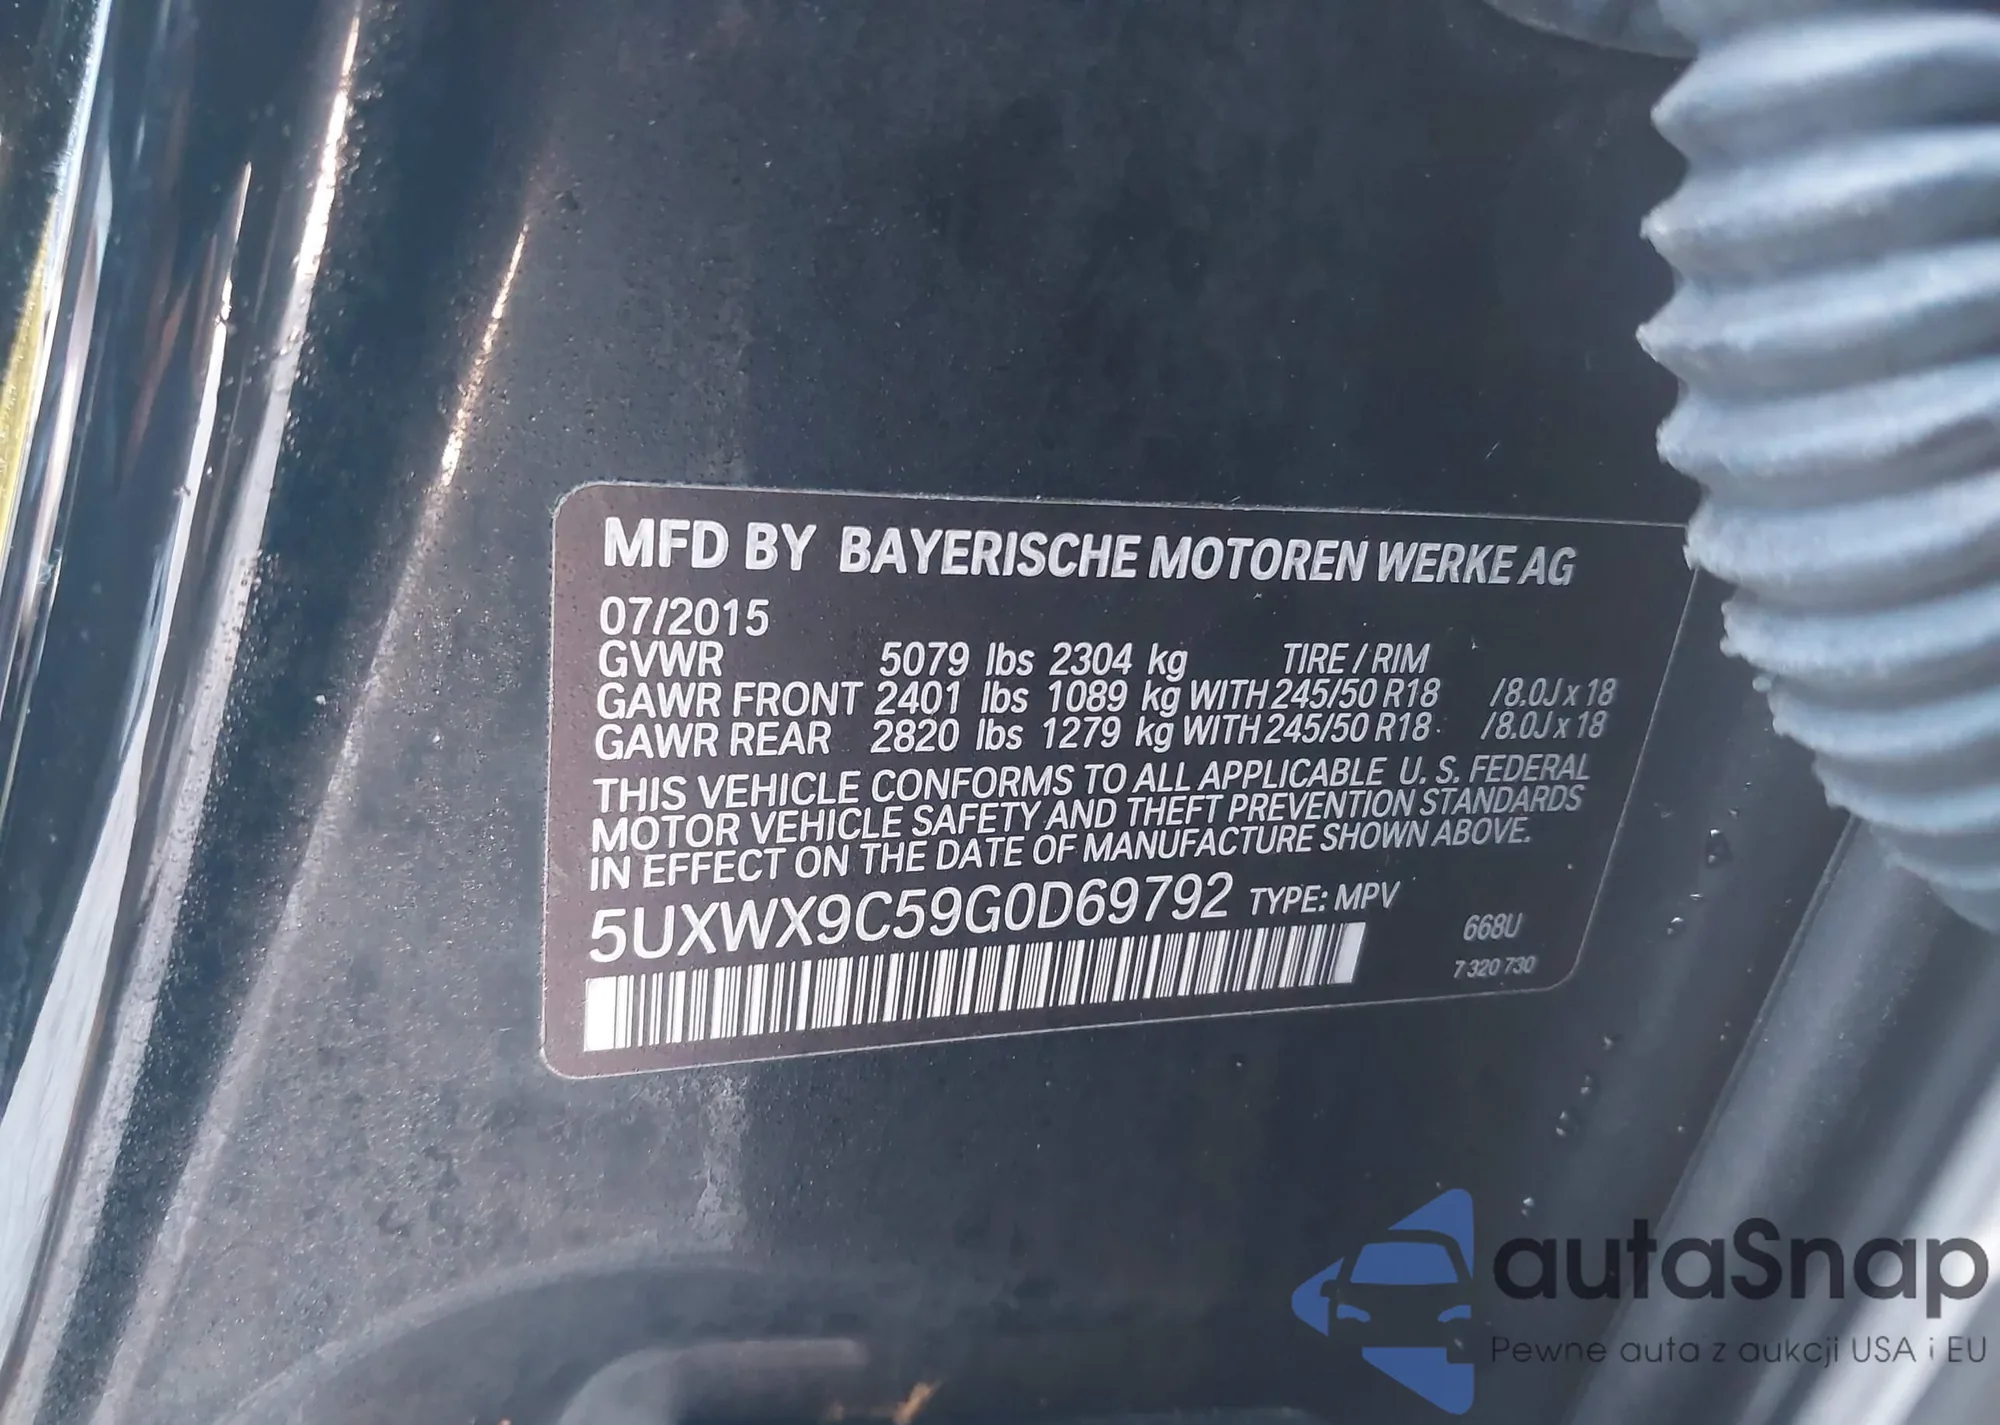 MFD BY BAYERISCHE MOTOREN WERKE AG
07/2015
GVWR 5079 lbs 2304 kg TIRE / RIM
GAWR FRONT 2401 lbs 1089 kg WITH 245/50 R18 /8.0J x 18
GAWR REAR 2820 lbs 1279 kg WITH 245/50 R18 /8.0J x 18
THIS VEHICLE CONFORMS TO ALL APPLICABLE U. S. FEDERAL
MOTOR VEHICLE SAFETY AND THEFT PREVENTION STANDARDS
IN EFFECT ON THE DATE OF MANUFACTURE SHOWN ABOVE.
5UXWX9C59G0D69792 TYPE: MPV
668U
7 320 730
autaSnap
Pewne auta z aukcji USA i EU